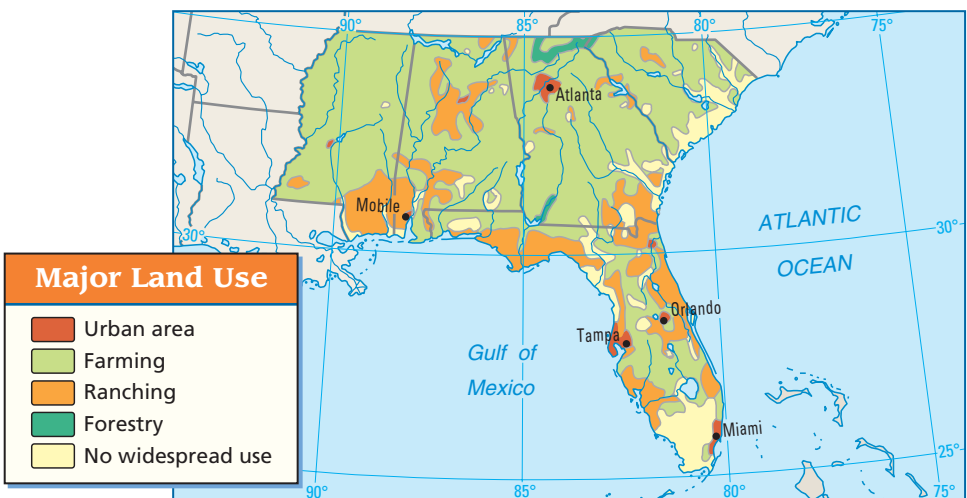 90°
85°
80°
75°
Atlanta
Mobile
30°
ATLANTIC
OCEAN
30°
Major Land Use
Urban area
Farming
Ranching
Forestry
No widespread use
Orlando
Tampa
Gulf of
Mexico
Miami
25°
90°
85°
80°
75°